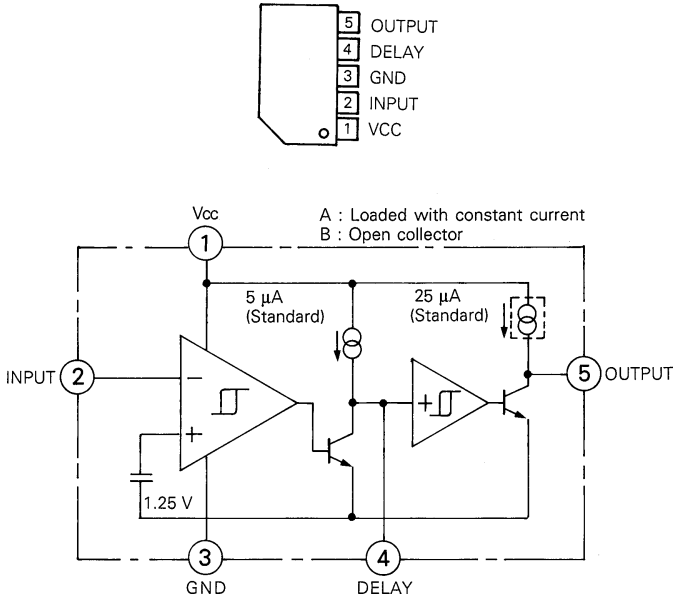 5 OUTPUT
4 DELAY
3 GND
2 INPUT
1 VCC
Vcc
A : Loaded with constant current
B : Open collector
1
5 µA
(Standard)
25 µA
(Standard)
INPUT 2
−
+
+
5 OUTPUT
1.25 V
3
4
GND
DELAY